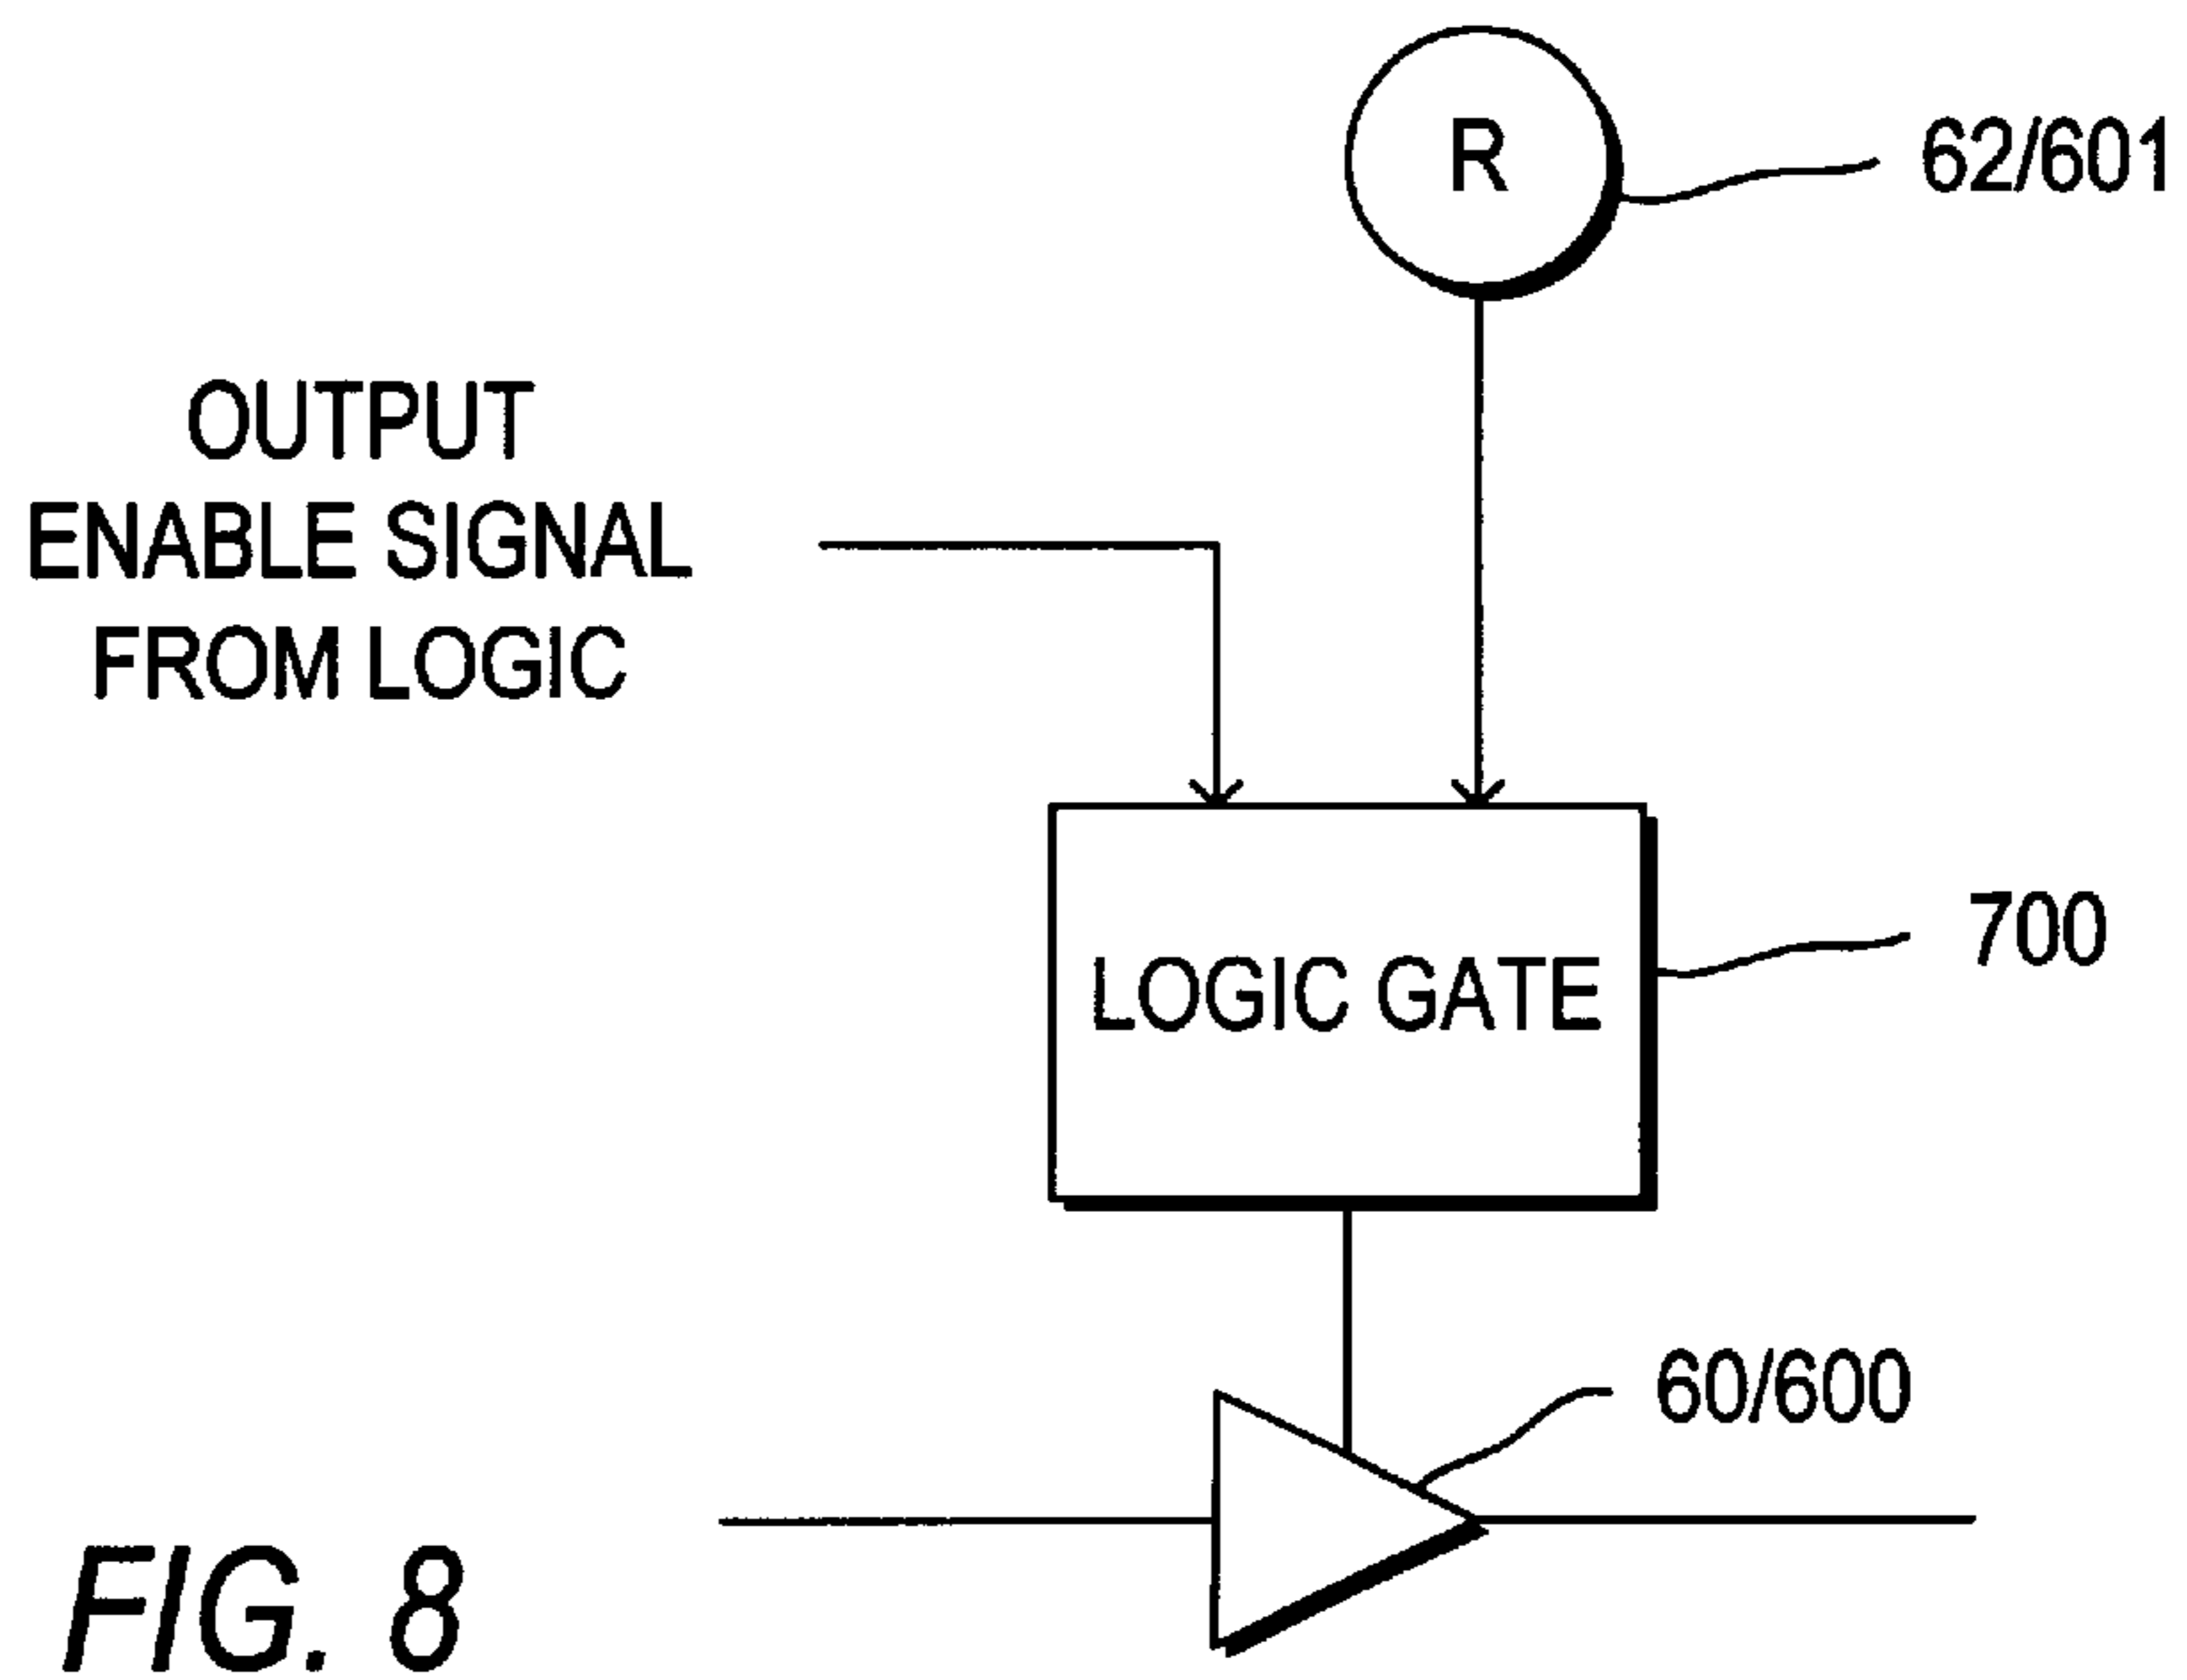 R
62/601
OUTPUT
ENABLE SIGNAL
FROM LOGIC
700
LOGIC GATE
60/600
FIG. 8